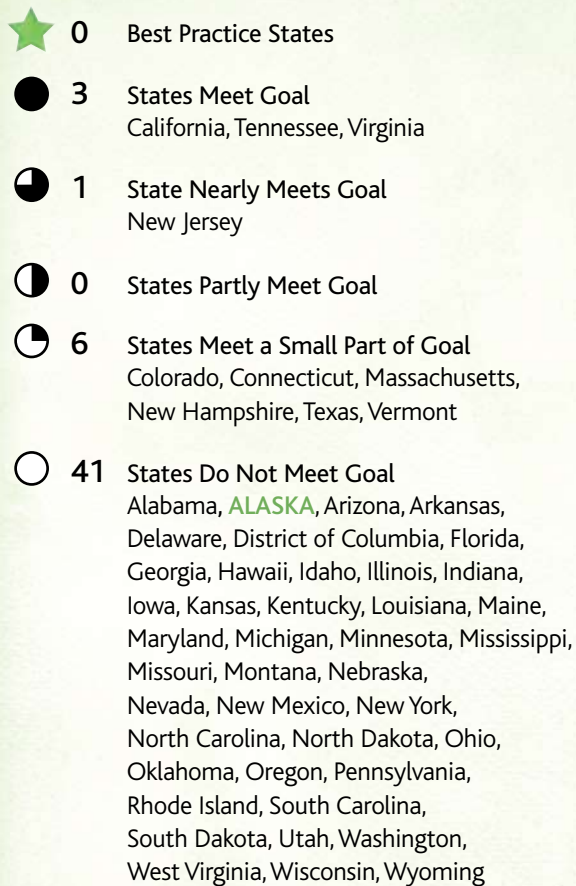 0 Best Practice States
3 States Meet Goal
California, Tennessee, Virginia
1 State Nearly Meets Goal
New Jersey
0 States Partly Meet Goal
6 States Meet a Small Part of Goal
Colorado, Connecticut, Massachusetts,
New Hampshire, Texas, Vermont
41 States Do Not Meet Goal
Alabama, ALASKA, Arizona, Arkansas,
Delaware, District of Columbia, Florida,
Georgia, Hawaii, Idaho, Illinois, Indiana,
Iowa, Kansas, Kentucky, Louisiana, Maine,
Maryland, Michigan, Minnesota, Mississippi,
Missouri, Montana, Nebraska,
Nevada, New Mexico, New York,
North Carolina, North Dakota, Ohio,
Oklahoma, Oregon, Pennsylvania,
Rhode Island, South Carolina,
South Dakota, Utah, Washington,
West Virginia, Wisconsin, Wyoming